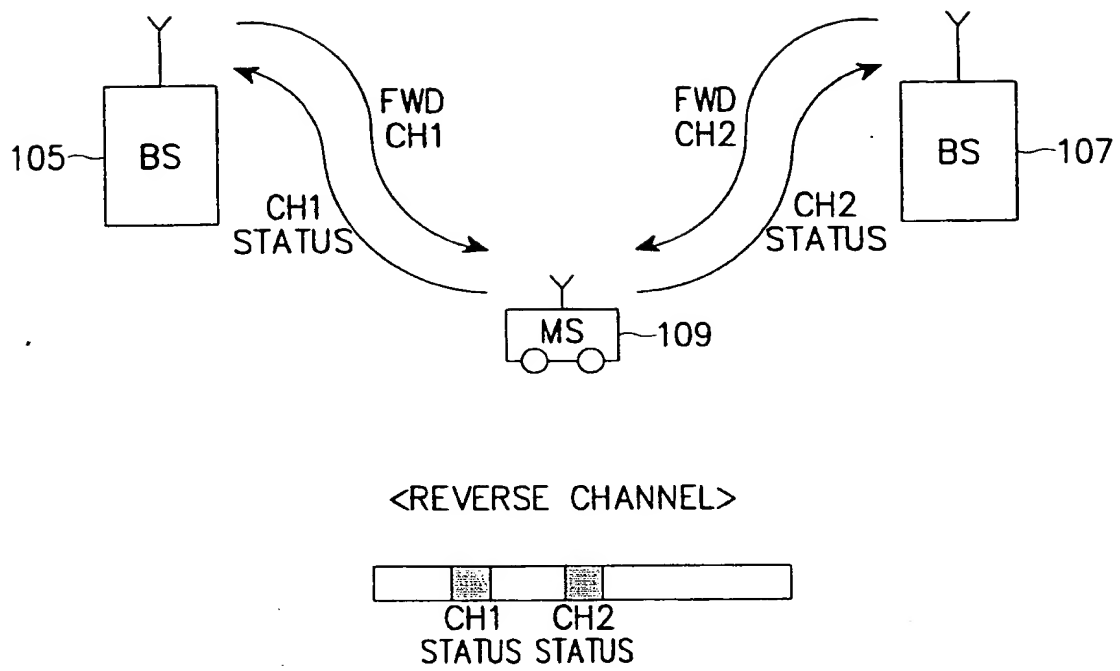 FWD
CH1
FWD
CH2
105
BS
BS
107
CH1
STATUS
CH2
STATUS
MS
109
<REVERSE CHANNEL>
CH1 CH2
STATUS STATUS